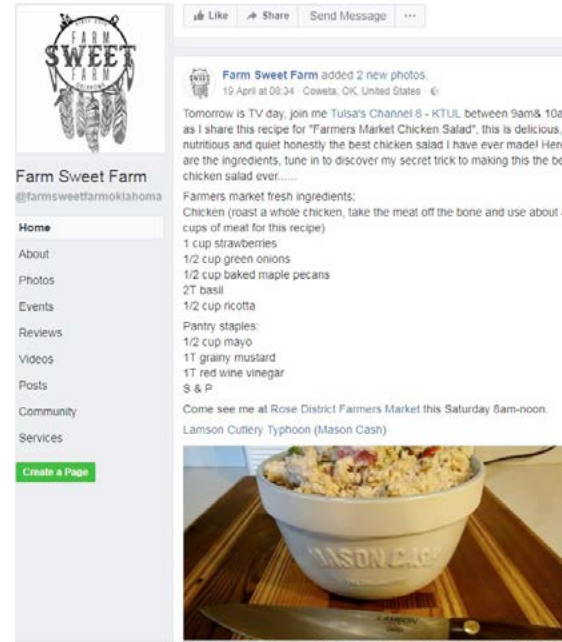 Like Share Send Message ...
FARM
SWEET
FARM
OKLAHOMA
Farm Sweet Farm
@farmsweetfarmoklahoma
Home
About
Photos
Events
Reviews
Videos
Posts
Community
Services
Create a Page
Farm Sweet Farm added 2 new photos.
19 April at 08:34 · Coweta, OK, United States ·
Tomorrow is TV day, join me Tulsa's Channel 8 - KTUL between 9am& 10a
as I share this recipe for "Farmers Market Chicken Salad", this is delicious,
nutritious and quiet honestly the best chicken salad I have ever made! Here
are the ingredients, tune in to discover my secret trick to making this the be
chicken salad ever......
Farmers market fresh ingredients:
Chicken (roast a whole chicken, take the meat off the bone and use about
cups of meat for this recipe)
1 cup strawberries
1/2 cup green onions
1/2 cup baked maple pecans
2T basil
1/2 cup ricotta
Pantry staples:
1/2 cup mayo
1T grainy mustard
1T red wine vinegar
S & P
Come see me at Rose District Farmers Market this Saturday 8am-noon.
Lamson Cutlery Typhoon (Mason Cash)
MASON CASH
LAMSON